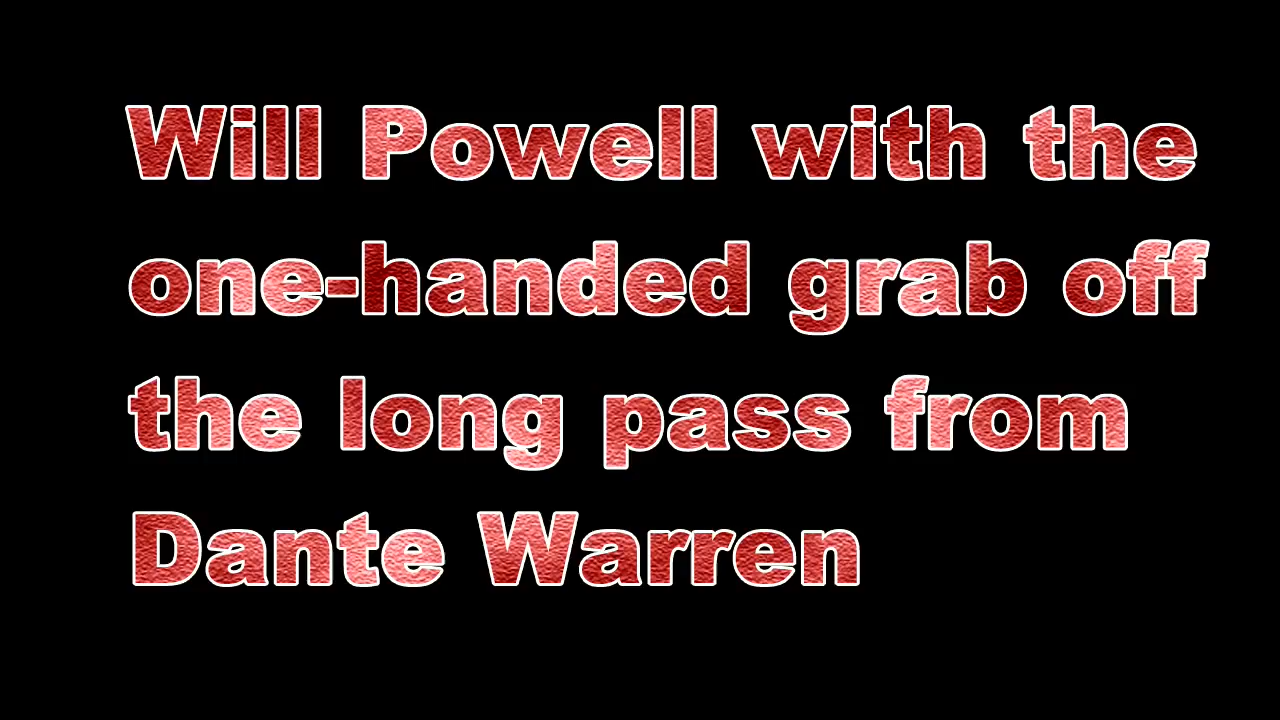 Will Powell with the
one-handed grab off
the long pass from
Dante Warren